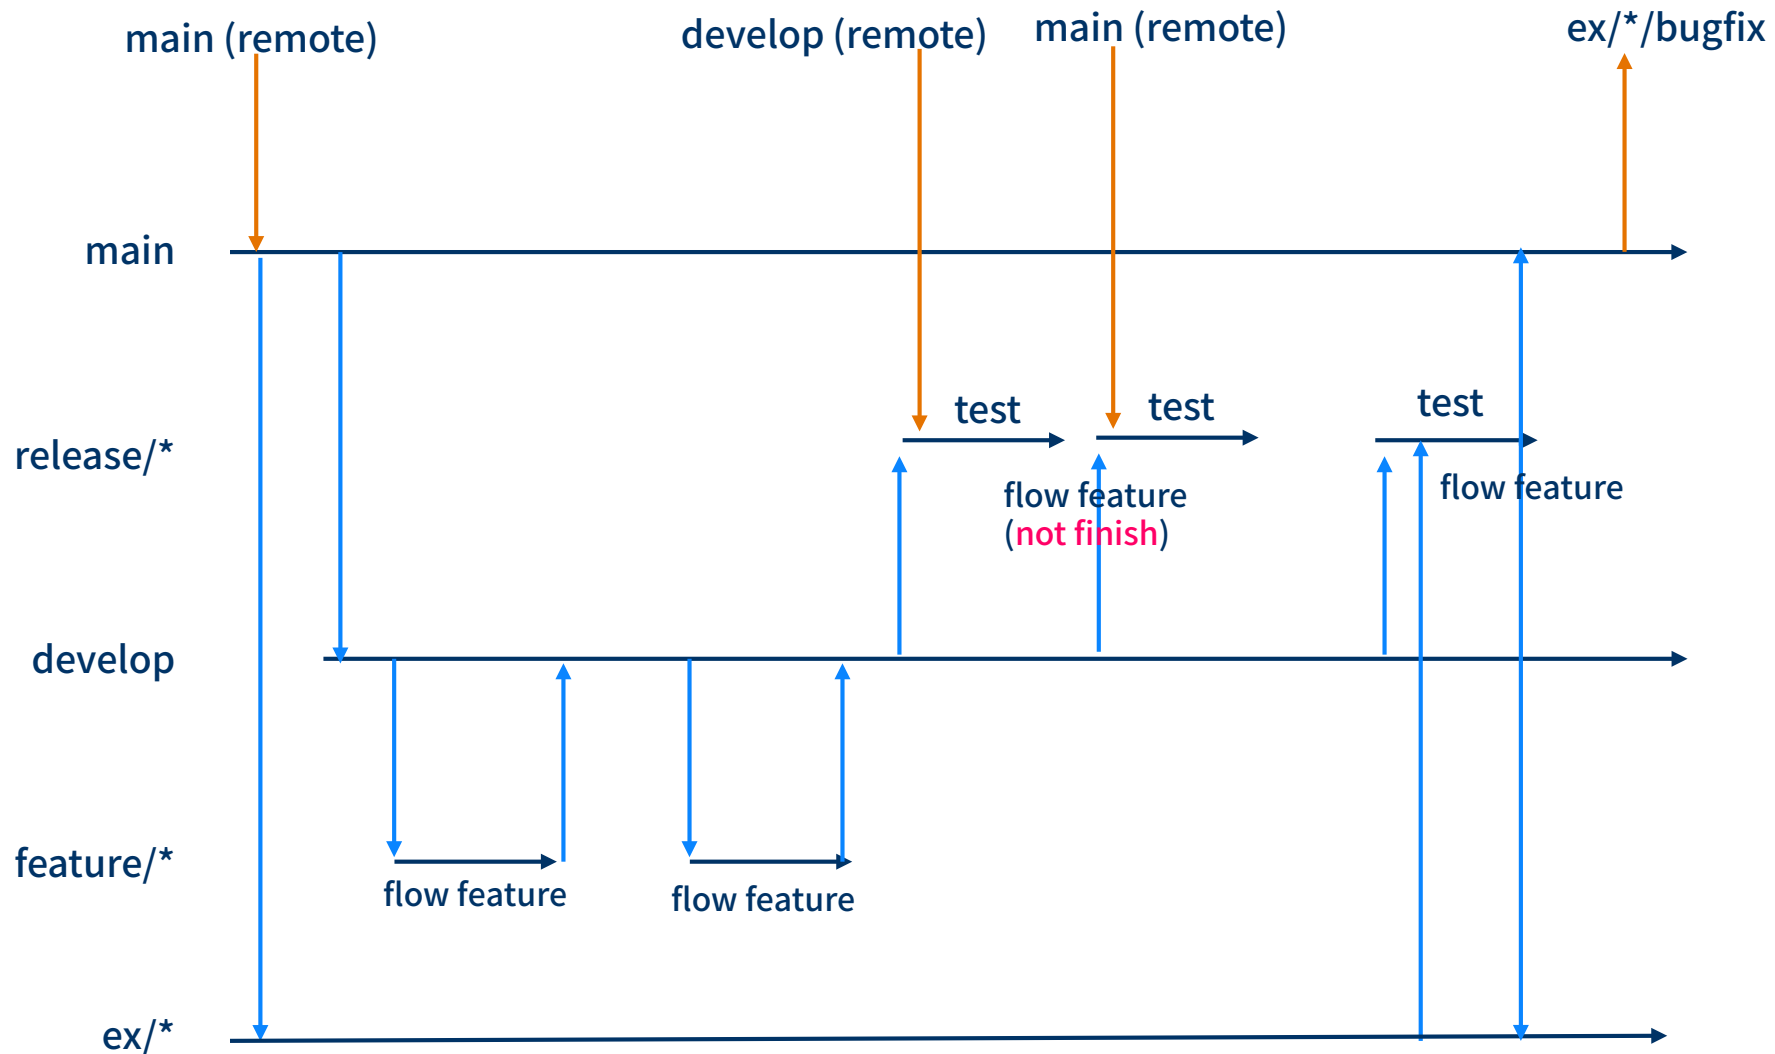 main (remote)
develop (remote)
main (remote)
ex/*/bugfix
main
test
test
test
release/*
flow feature
(not finish)
flow feature
develop
feature/*
flow feature
flow feature
ex/*